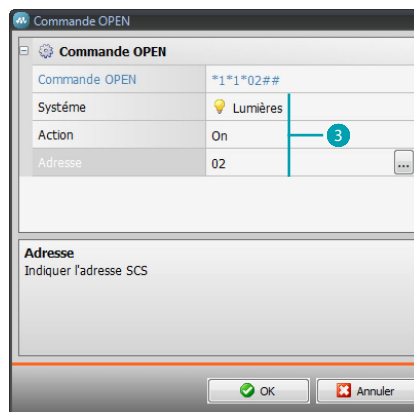 Commande OPEN
Commande OPEN
Commande OPEN *1*1*02##
Systéme Lumières
Action On
3
Adresse 02 ...
Adresse
Indiquer l'adresse SCS
OK Annuler